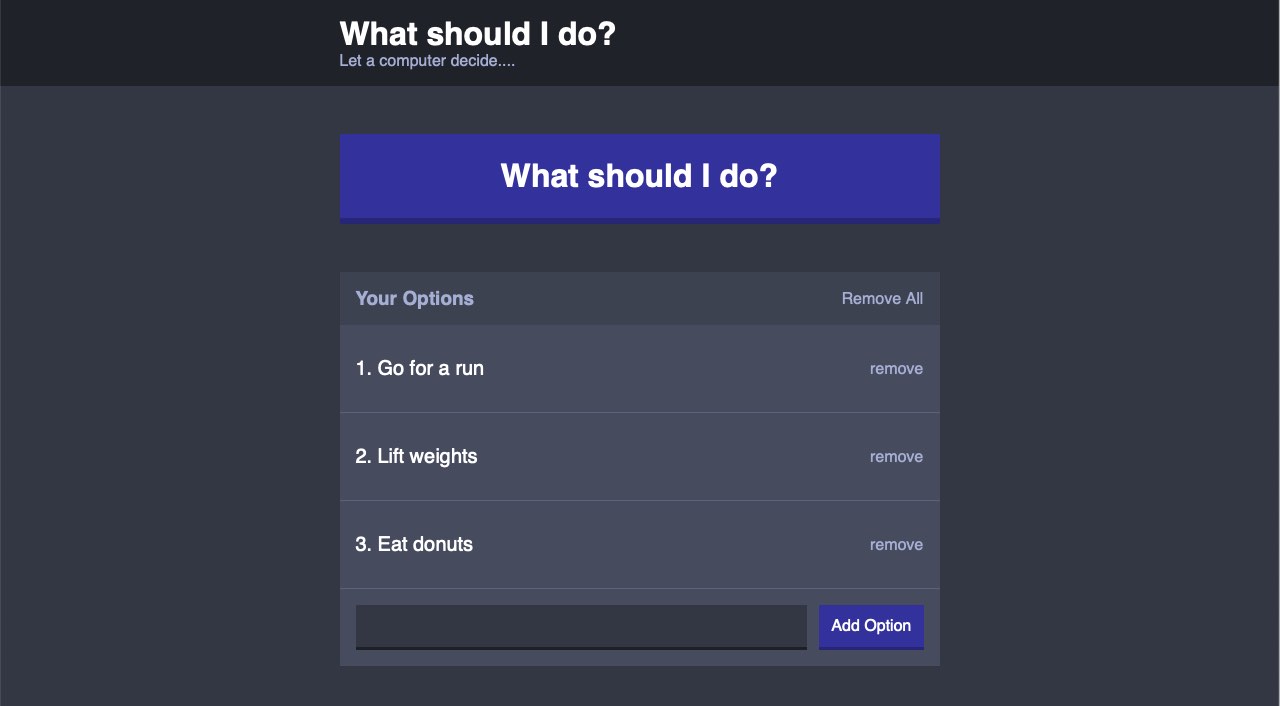 What should I do?
Let a computer decide....
What should I do?
Your Options
Remove All
1. Go for a run
remove
2. Lift weights
remove
3. Eat donuts
remove
Add Option